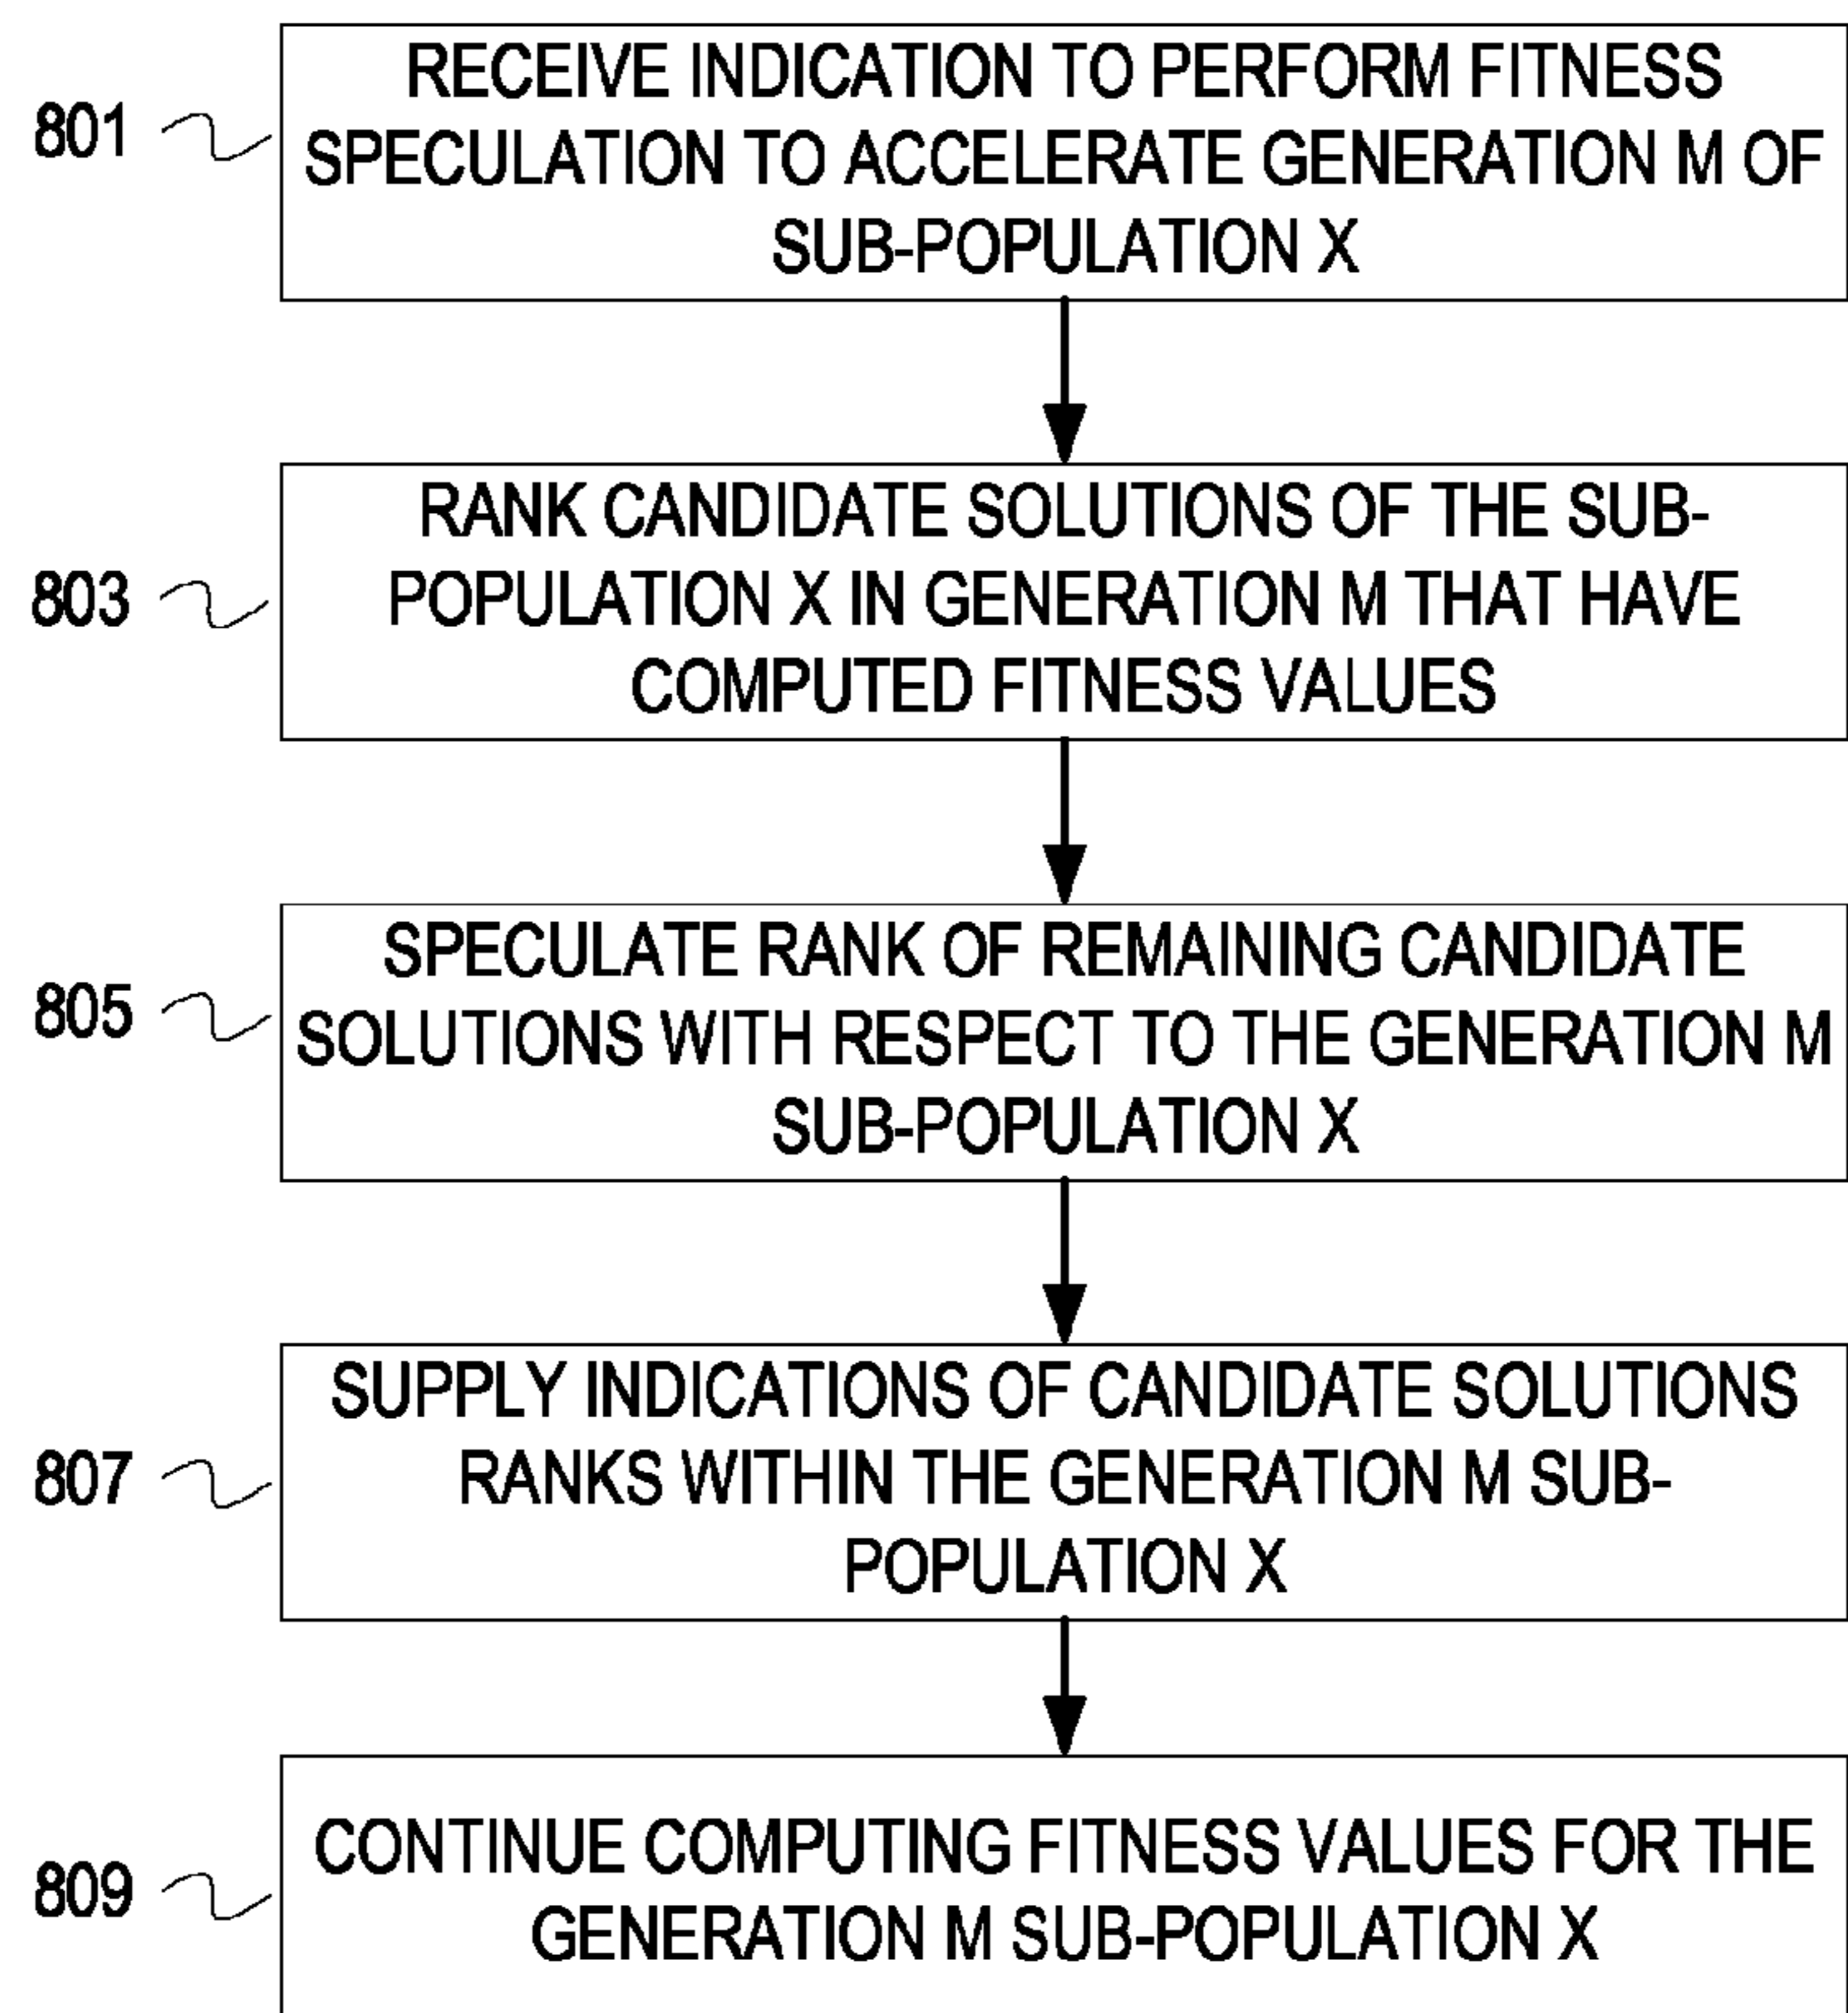 801
RECEIVE INDICATION TO PERFORM FITNESS
SPECULATION TO ACCELERATE GENERATION M OF
SUB-POPULATION X
803
RANK CANDIDATE SOLUTIONS OF THE SUB-
POPULATION X IN GENERATION M THAT HAVE
COMPUTED FITNESS VALUES
805
SPECULATE RANK OF REMAINING CANDIDATE
SOLUTIONS WITH RESPECT TO THE GENERATION M
SUB-POPULATION X
807
SUPPLY INDICATIONS OF CANDIDATE SOLUTIONS
RANKS WITHIN THE GENERATION M SUB-
POPULATION X
809
CONTINUE COMPUTING FITNESS VALUES FOR THE
GENERATION M SUB-POPULATION X